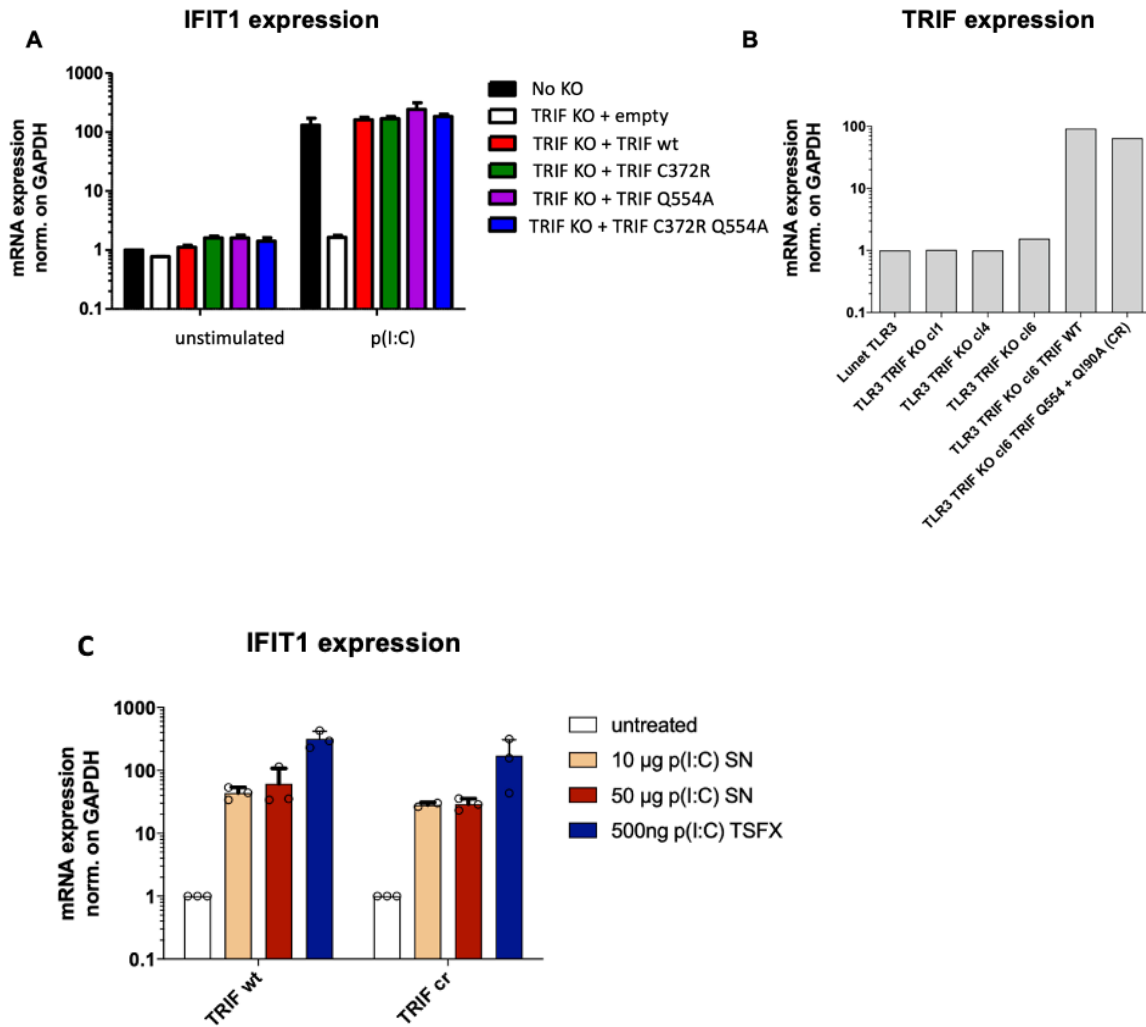 IFIT1 expression
A
mRNA expression
norm. on GAPDH
1000
100
10
1
0.1
unstimulated
p(I:C)
No KO
TRIF KO + empty
TRIF KO + TRIF wt
TRIF KO + TRIF C372R
TRIF KO + TRIF Q554A
TRIF KO + TRIF C372R Q554A
TRIF expression
B
mRNA expression
norm. on GAPDH
100
10
1
0.1
Lunet TLR3
TLR3 TRIF KO cl1
TLR3 TRIF KO cl4
TLR3 TRIF KO cl6
TLR3 TRIF KO cl6 TRIF WT
TLR3 TRIF KO cl6 TRIF Q554 + Q!90A (CR)
C
IFIT1 expression
mRNA expression
norm. on GAPDH
1000
100
10
1
0.1
TRIF wt
TRIF cr
untreated
10 µg p(I:C) SN
50 µg p(I:C) SN
500ng p(I:C) TSFX